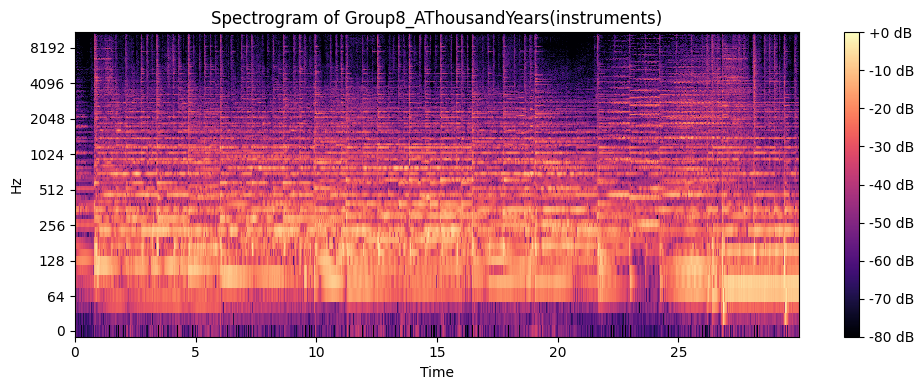 Spectrogram of Group8_AThousandYears(instruments)
8192
4096
2048
1024
512
256
128
64
0
Hz
0
5
10
15
20
25
Time
+0 dB
-10 dB
-20 dB
-30 dB
-40 dB
-50 dB
-60 dB
-70 dB
-80 dB